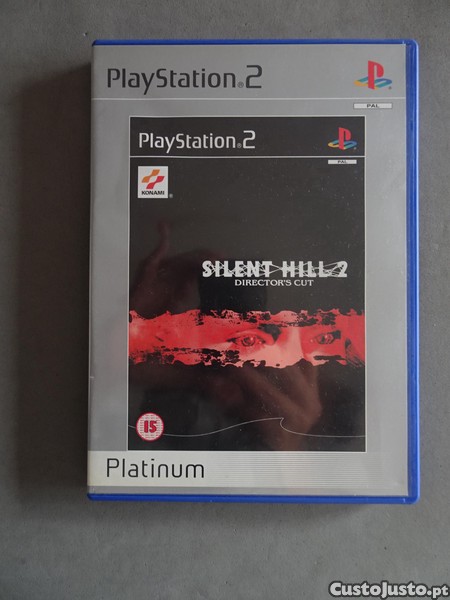 PlayStation®2
PAL
PlayStation®2
PAL
KONAMI®
SILENT HILL 2
DIRECTOR'S CUT
15
Platinum
CustoJusto.pt